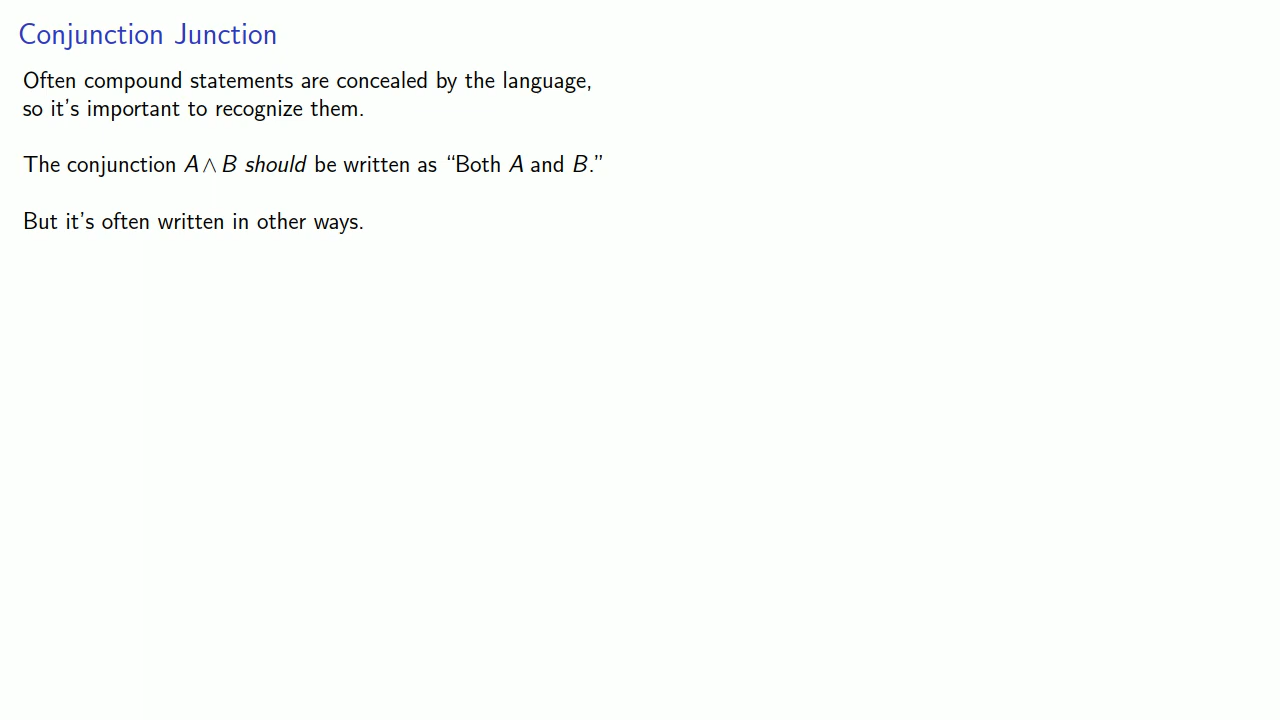 Conjunction Junction
Often compound statements are concealed by the language,
so it's important to recognize them.
The conjunction A ∧ B should be written as “Both A and B.”
But it's often written in other ways.